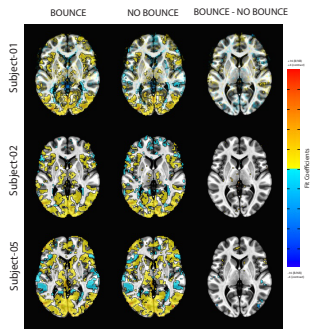 BOUNCE
NO BOUNCE
BOUNCE - NO BOUNCE
Subject-01
Subject-02
Subject-05
Fit Coefficients